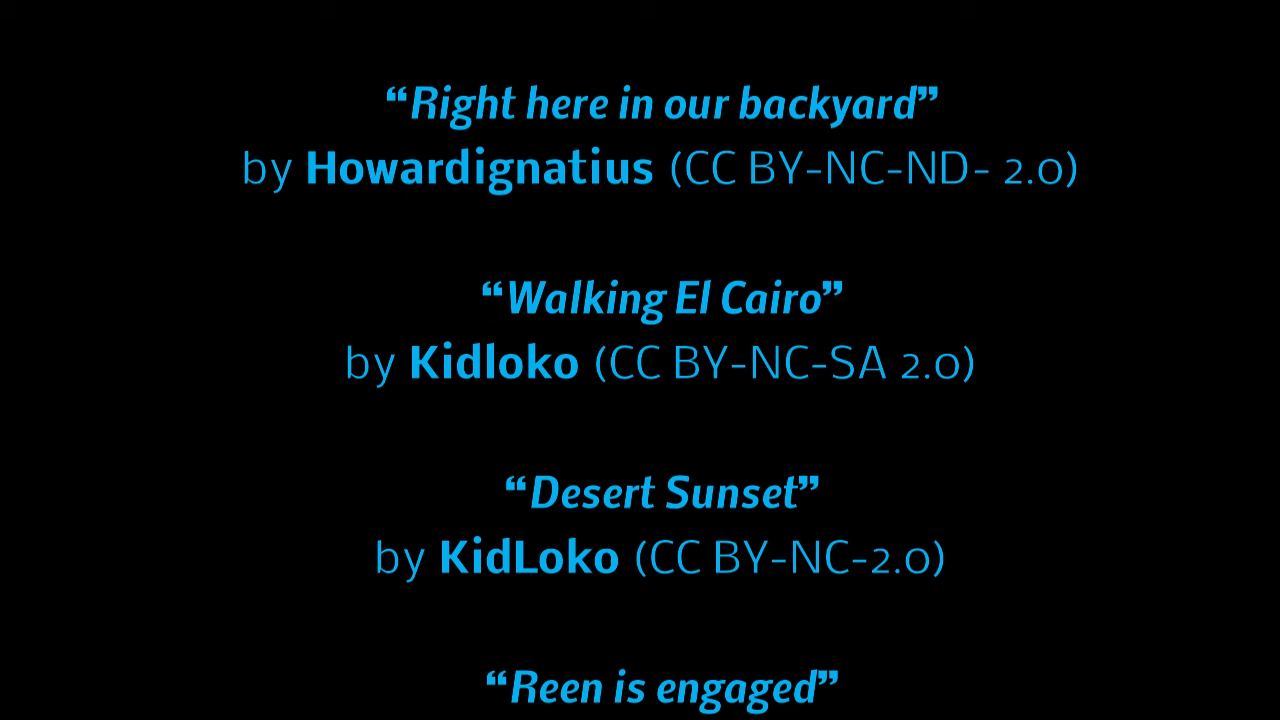 “Right here in our backyard”
by Howardignatius (CC BY-NC-ND- 2.0)
“Walking El Cairo”
by Kidloko (CC BY-NC-SA 2.0)
“Desert Sunset”
by KidLoko (CC BY-NC-2.0)
“Reen is engaged”